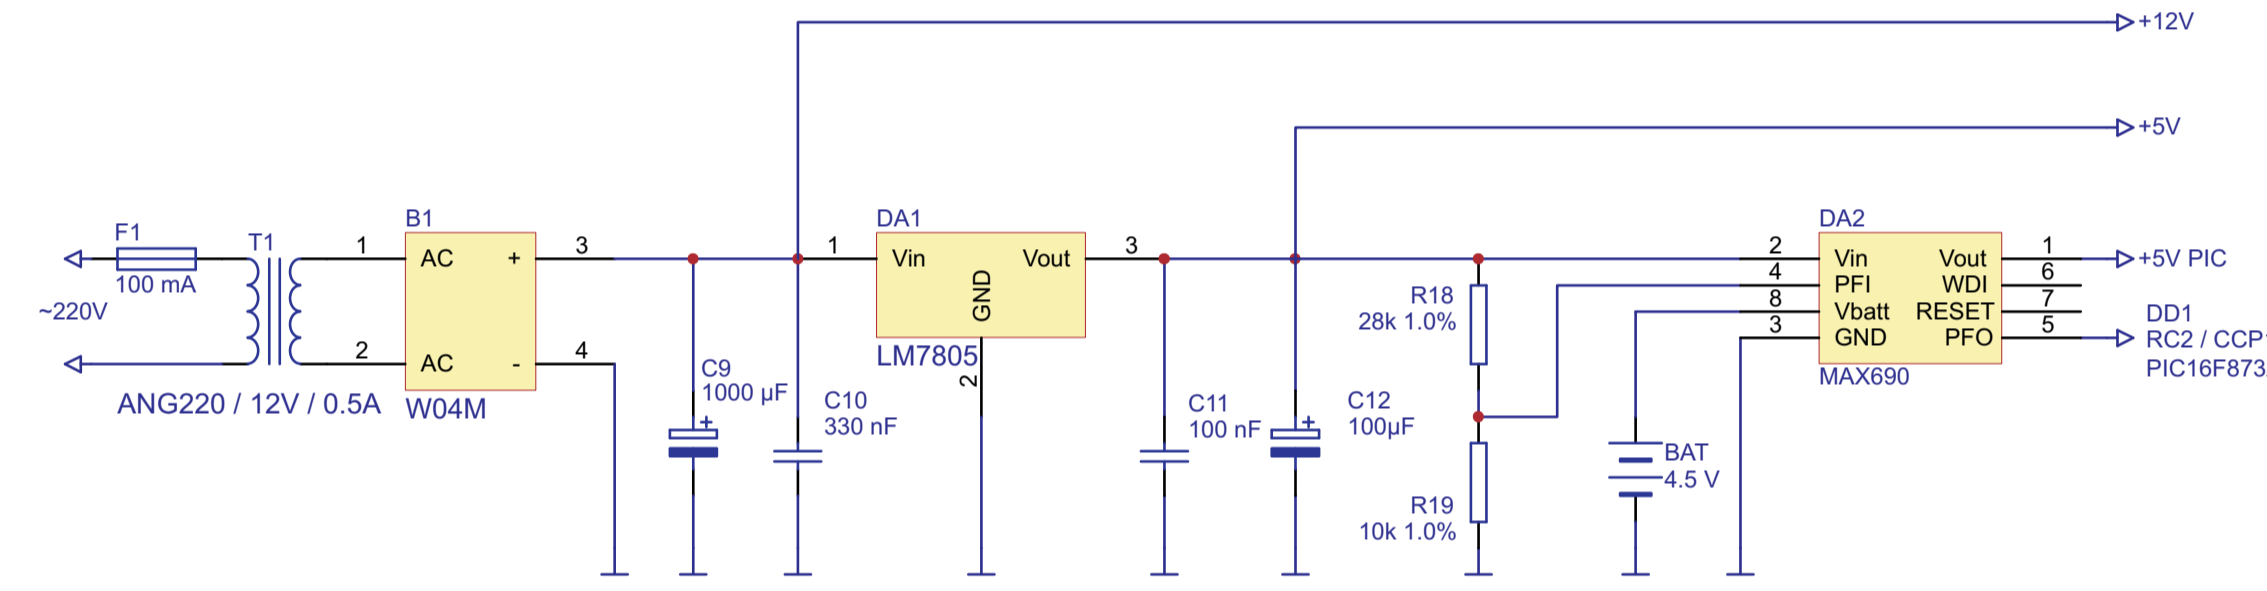 +12V
+5V
F1
100 mA
~220V
T1
ANG220 / 12V / 0.5A
1
2
B1
AC +
AC -
W04M
3
4
C9
1000 µF
+
C10
330 nF
1
DA1
Vin Vout
GND
LM7805
2
3
C11
100 nF
C12
100µF
+
R18
28k 1.0%
R19
10k 1.0%
BAT
4.5 V
DA2
2 Vin Vout 1
4 PFI WDI 6
8 Vbatt RESET 7
3 GND PFO 5
MAX690
+5V PIC
DD1
RC2 / CCP
PIC16F873